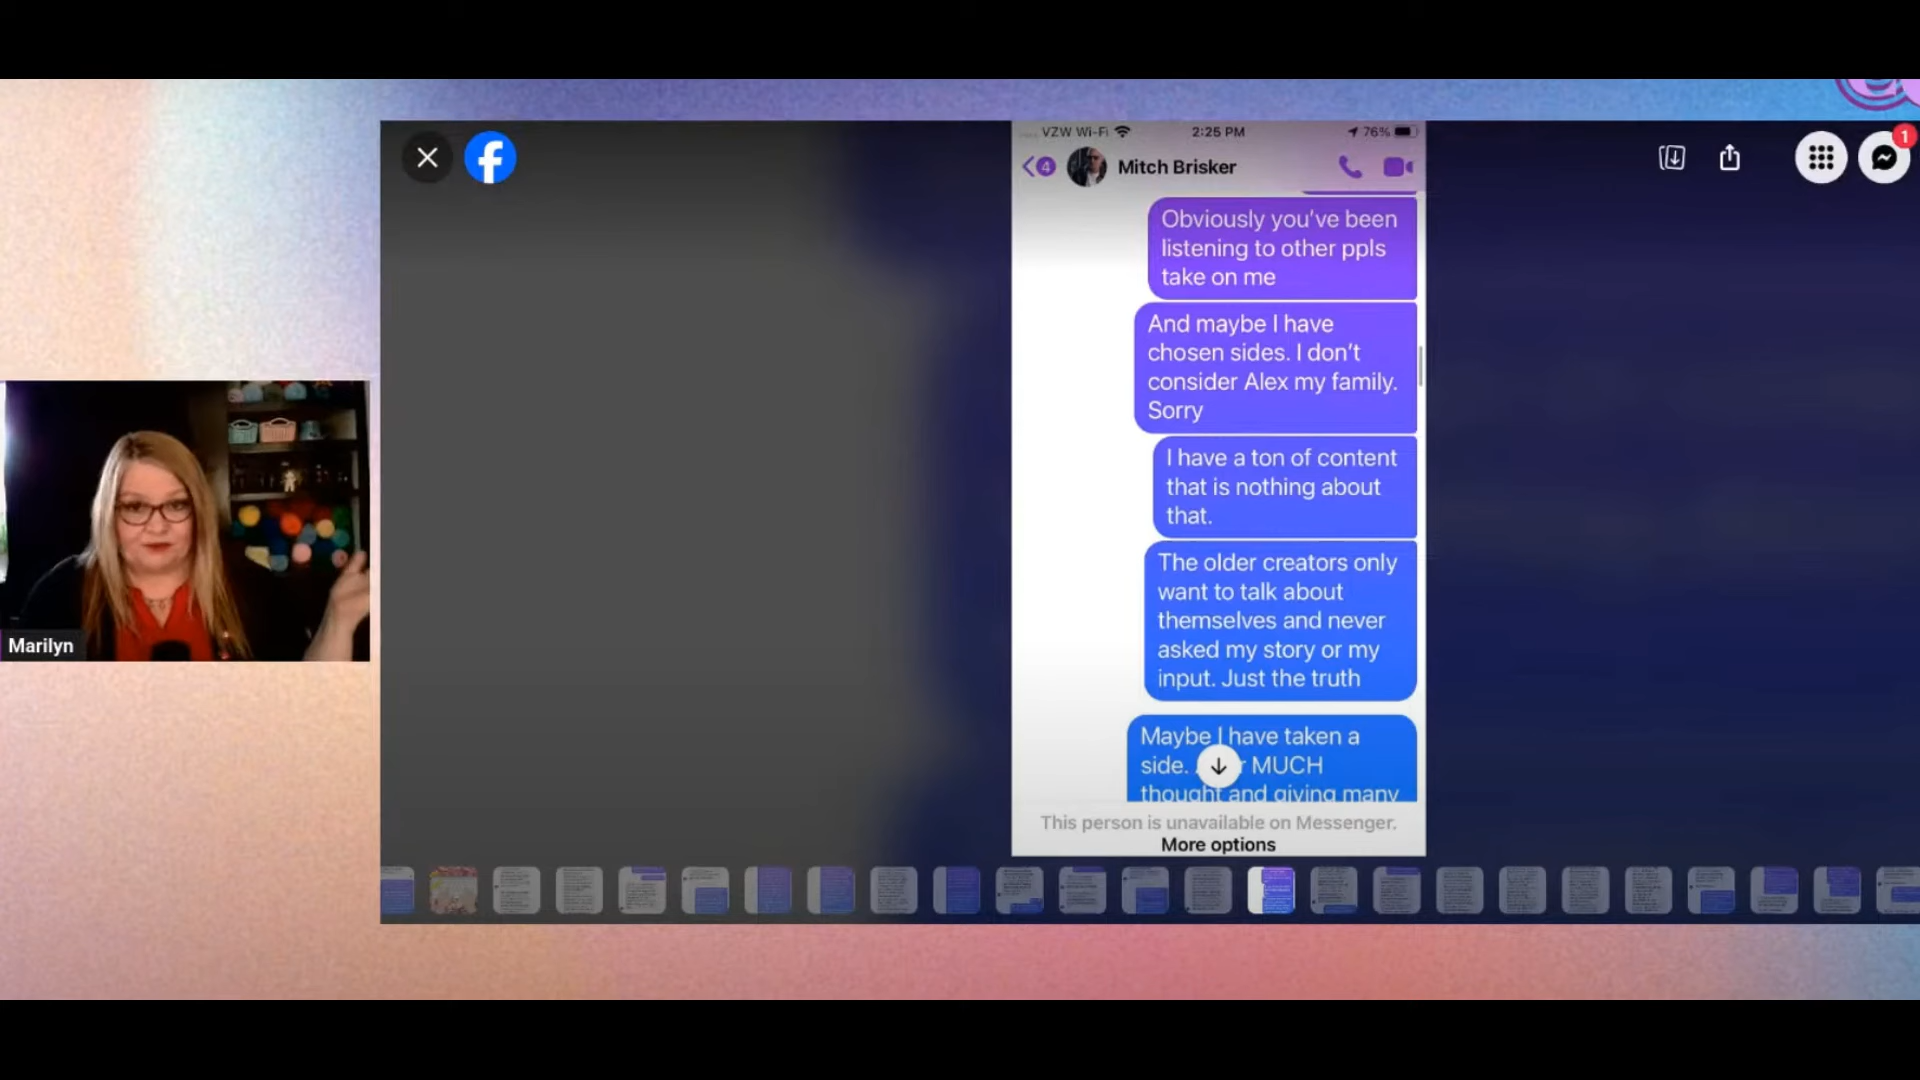 VZW Wi-Fi 2:25 PM 76%
4 Mitch Brisker
1
Obviously you've been
listening to other ppls
take on me
And maybe I have
chosen sides. I don't
consider Alex my family.
Sorry
I have a ton of content
that is nothing about
that.
The older creators only
want to talk about
themselves and never
asked my story or my
input. Just the truth
Maybe I have taken a
side. MUCH
thought and giving many
This person is unavailable on Messenger.
More options
Marilyn